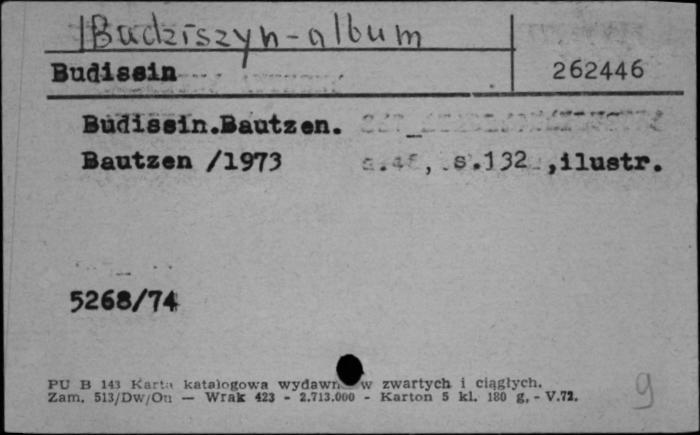 Budziszyn-album
Budissin 262446
Budissin.Bautzen.
Bautzen /1973 , s.132 ,ilustr.
5268/74
PU B 143 Karta katalogowa wydawn w zwartych i ciągłych.
Zam. 513/Dw/On — Wrak 423 - 2.713.000 - Karton 5 kl. 180 g, - V.72.
9